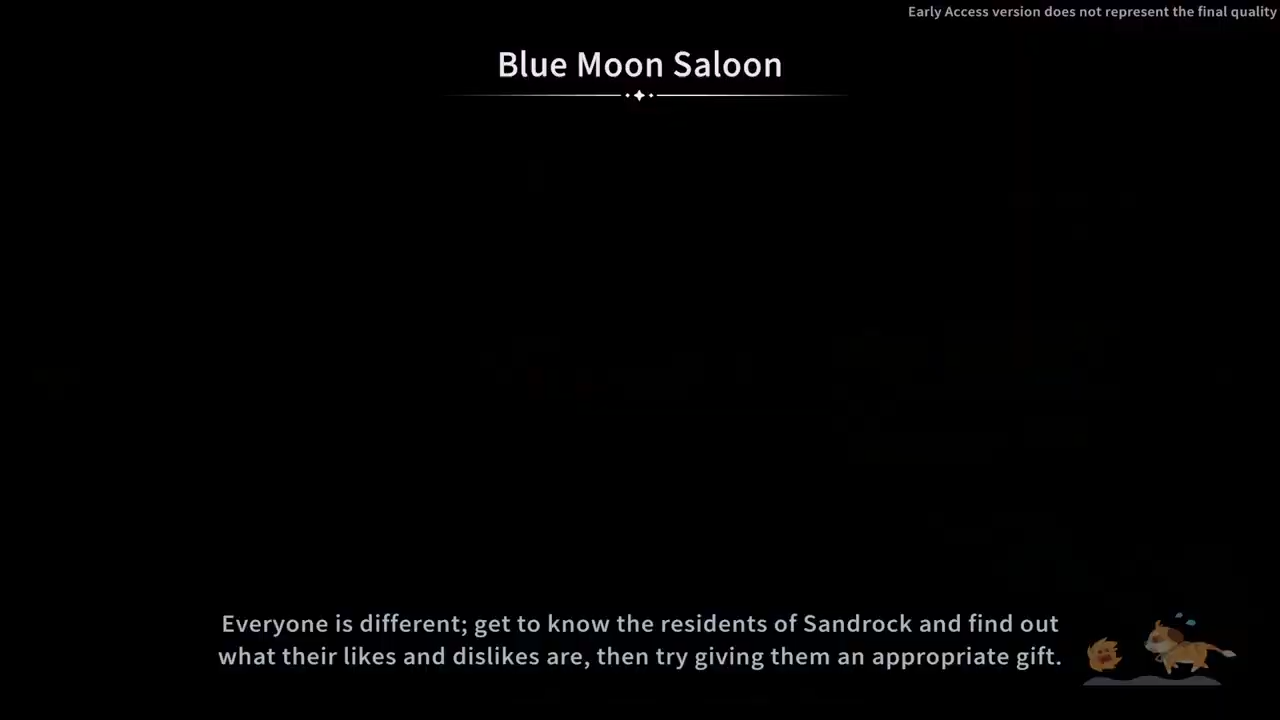 Early Access version does not represent the final quality
Blue Moon Saloon
Everyone is different; get to know the residents of Sandrock and find out
what their likes and dislikes are, then try giving them an appropriate gift.